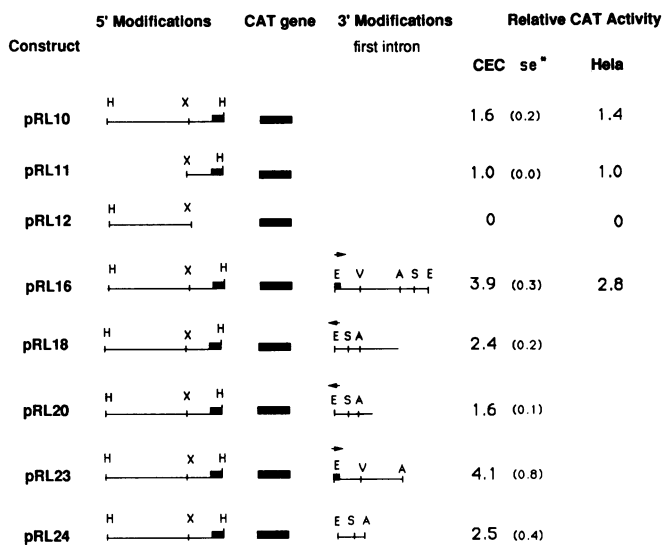 5' Modifications CAT gene 3' Modifications Relative CAT Activity
Construct first intron
CEC se* Hela
H X H
pRL10 1.6 (0.2) 1.4
X H
pRL11 1.0 (0.0) 1.0
H X
pRL12 0 0
H X H E V A S E
pRL16 3.9 (0.3) 2.8
H X H E S A
pRL18 2.4 (0.2)
H X H E S A
pRL20 1.6 (0.1)
H X H E V A
pRL23 4.1 (0.8)
H X H E S A
pRL24 2.5 (0.4)